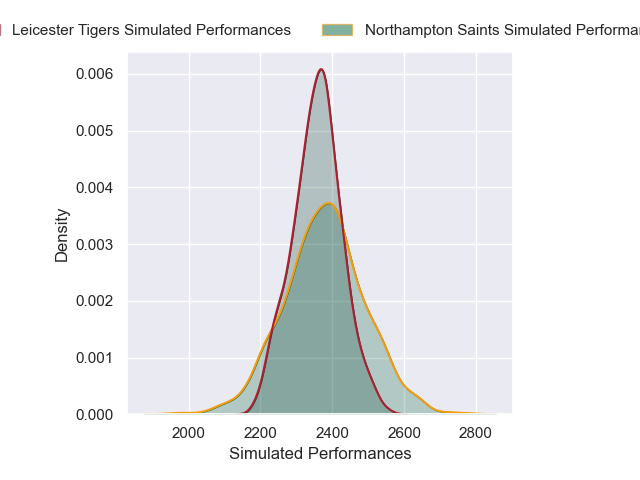 Leicester Tigers Simulated Performances
Northampton Saints Simulated
0.006
0.005
0.004
0.003
0.002
0.001
0.000
Density
2000 2200 2400 2600 2800
Simulated Performances